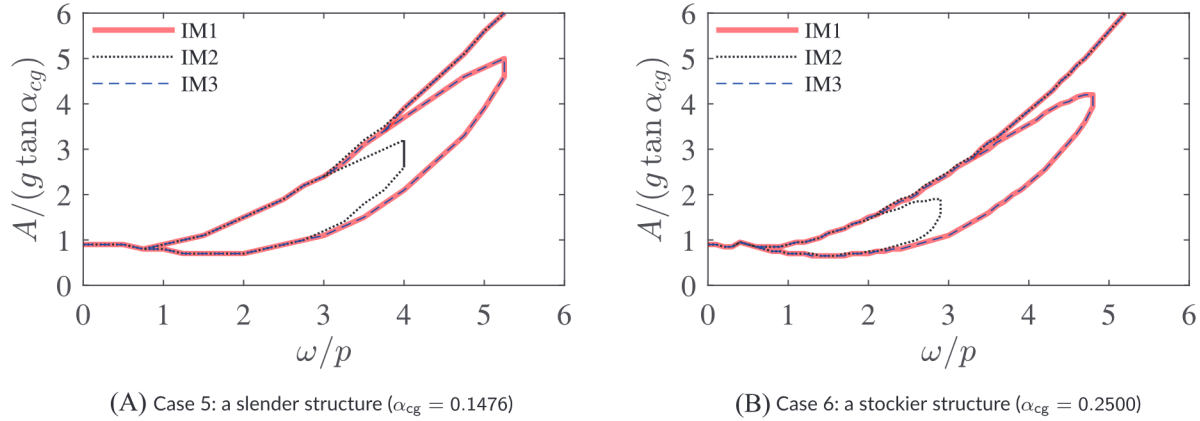 6
5
4
3
2
1
0
A/(g tan α_cg)
IM1
IM2
IM3
0 1 2 3 4 5 6
ω/p
(A) Case 5: a slender structure (α_cg = 0.1476)
6
5
4
3
2
1
0
A/(g tan α_cg)
IM1
IM2
IM3
0 1 2 3 4 5 6
ω/p
(B) Case 6: a stockier structure (α_cg = 0.2500)